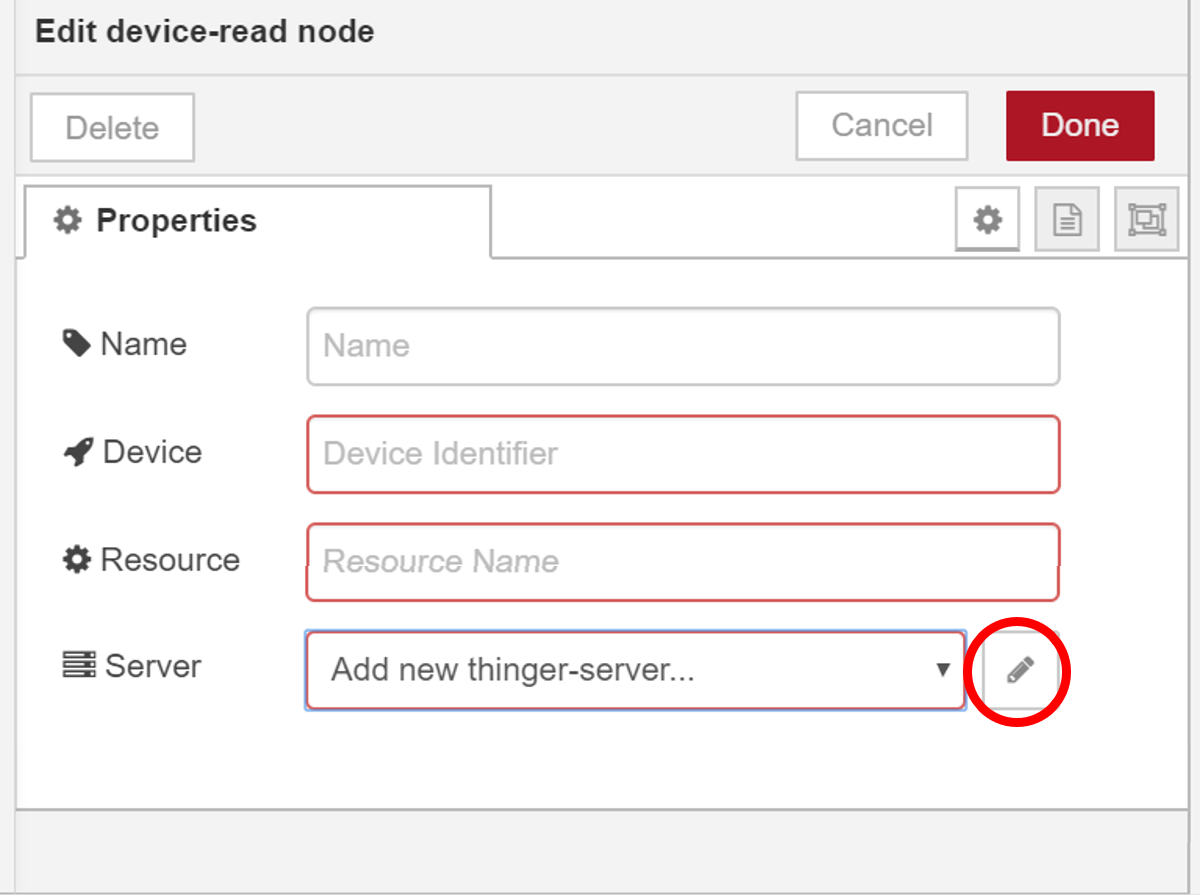 Edit device-read node
Delete
Cancel
Done
Properties
Name
Name
Device
Device Identifier
Resource
Resource Name
Server
Add new thinger-server...